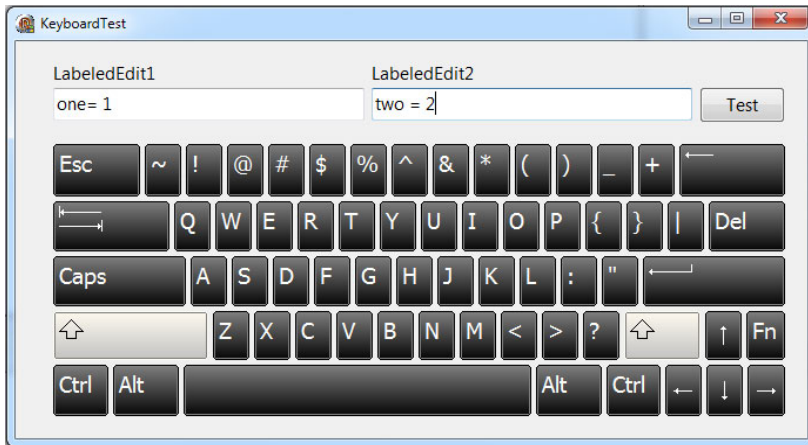 KeyboardTest
LabeledEdit1 LabeledEdit2
one= 1 two = 2 Test
Esc ~ ! @ # $ % ^ & * ( ) _ + ←
Q W E R T Y U I O P { } | Del
Caps A S D F G H J K L : "
Z X C V B N M < > ? ↑ Fn
Ctrl Alt Alt Ctrl ← ↓ →